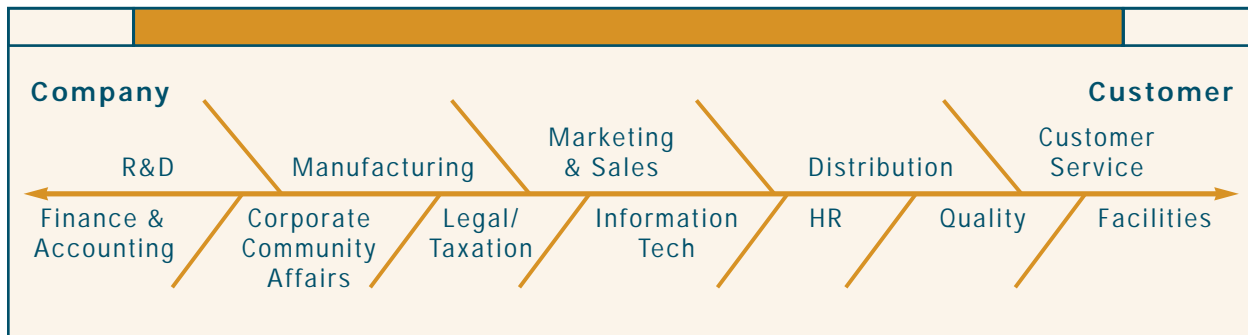 Company
Customer
R&D
Manufacturing
Marketing
& Sales
Distribution
Customer
Service
Finance &
Accounting
Corporate
Community
Affairs
Legal/
Taxation
Information
Tech
HR
Quality
Facilities